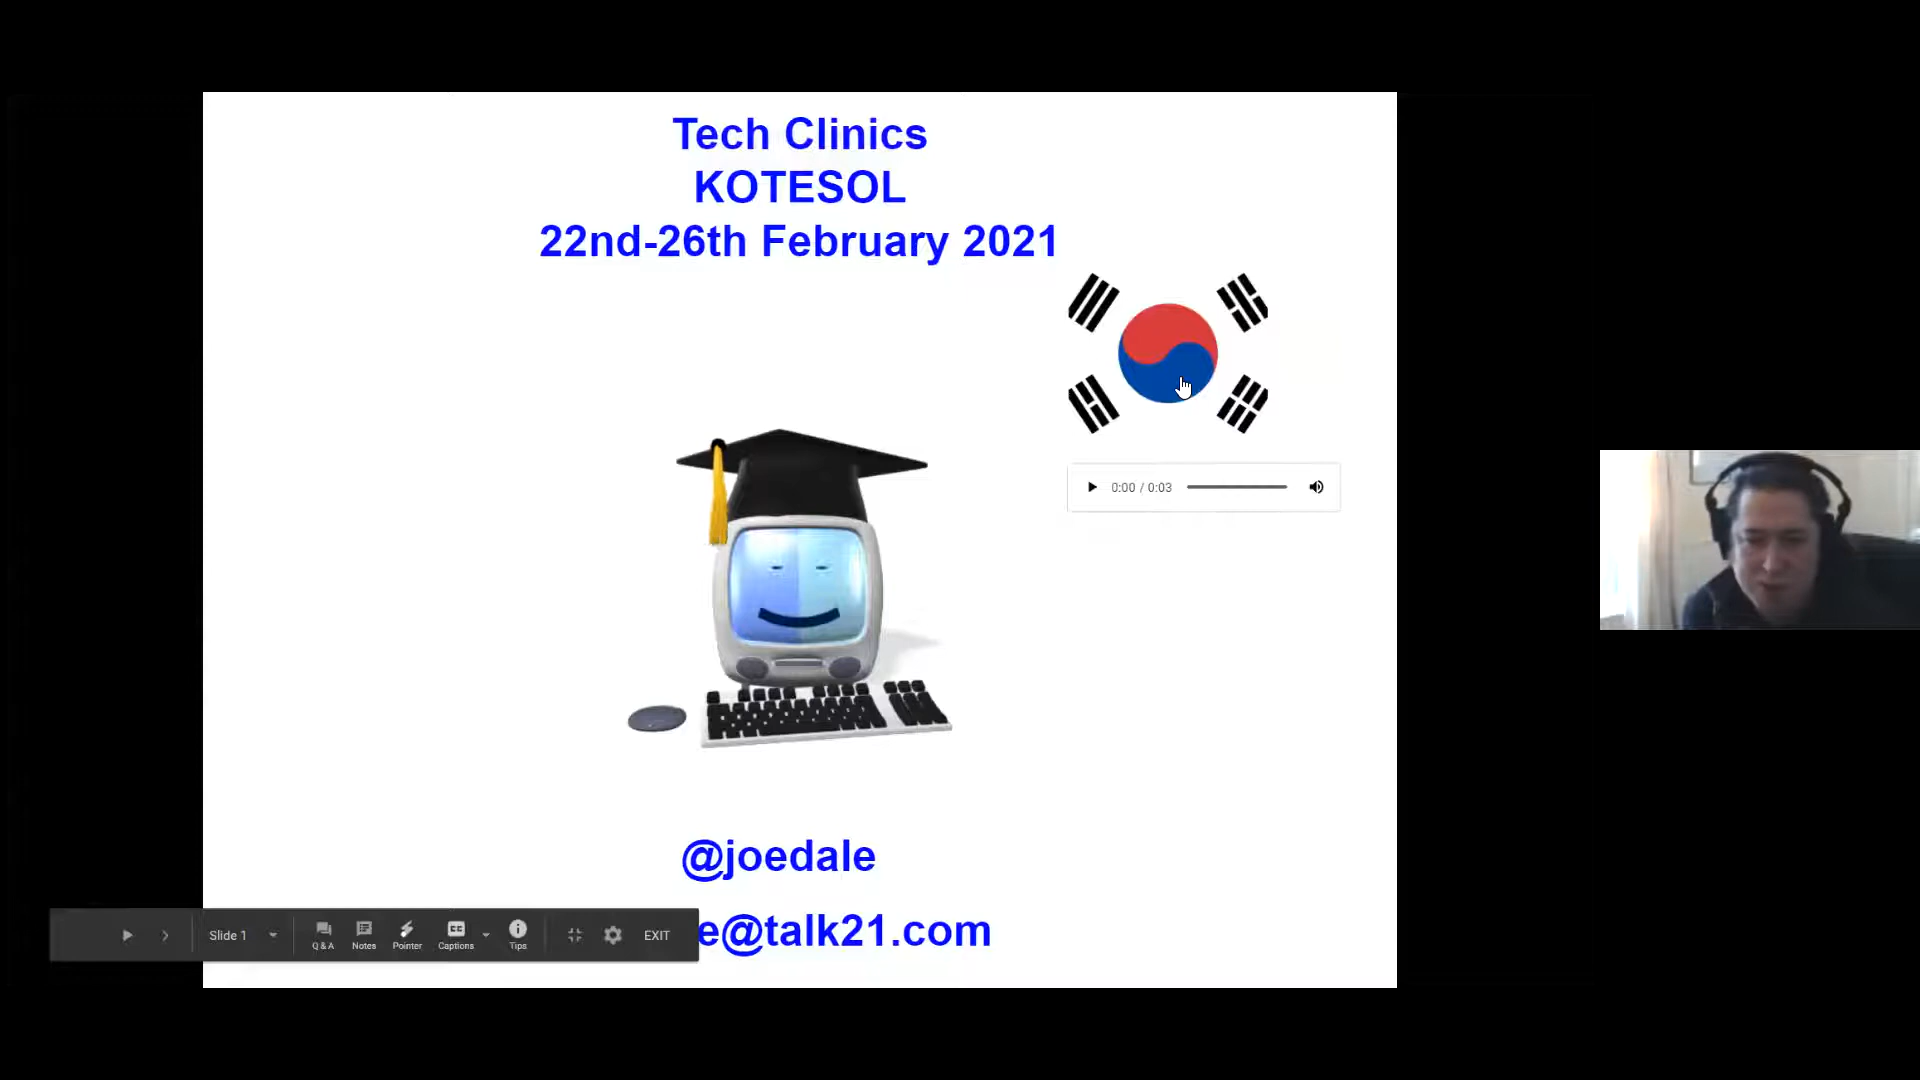 Tech Clinics
KOTESOL
22nd-26th February 2021
0:00 / 0:03
@joedale
e@talk21.com
Slide 1
Q & A
Notes
Pointer
CC
Captions
Tips
EXIT